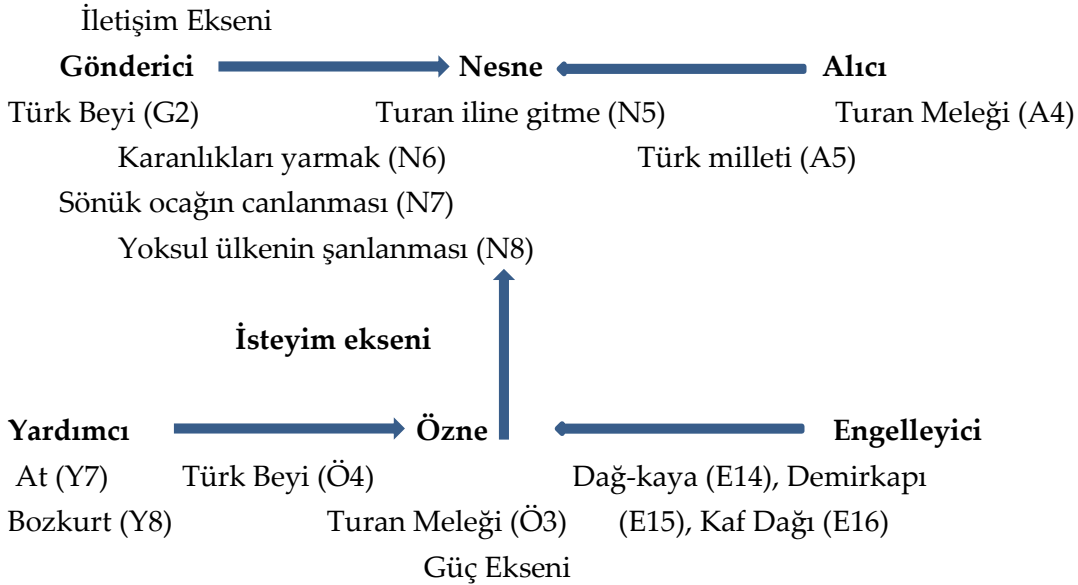 İletişim Ekseni
Gönderici Nesne Alıcı
Türk Beyi (G2) Turan iline gitme (N5) Turan Meleği (A4)
Karanlıkları yarmak (N6) Türk milleti (A5)
Sönük ocağın canlanması (N7)
Yoksul ülkenin şanlanması (N8)
İsteyim ekseni
Yardımcı Özne Engelleyici
At (Y7) Türk Beyi (Ö4) Dağ-kaya (E14), Demirkapı
Bozkurt (Y8) Turan Meleği (Ö3) (E15), Kaf Dağı (E16)
Güç Ekseni